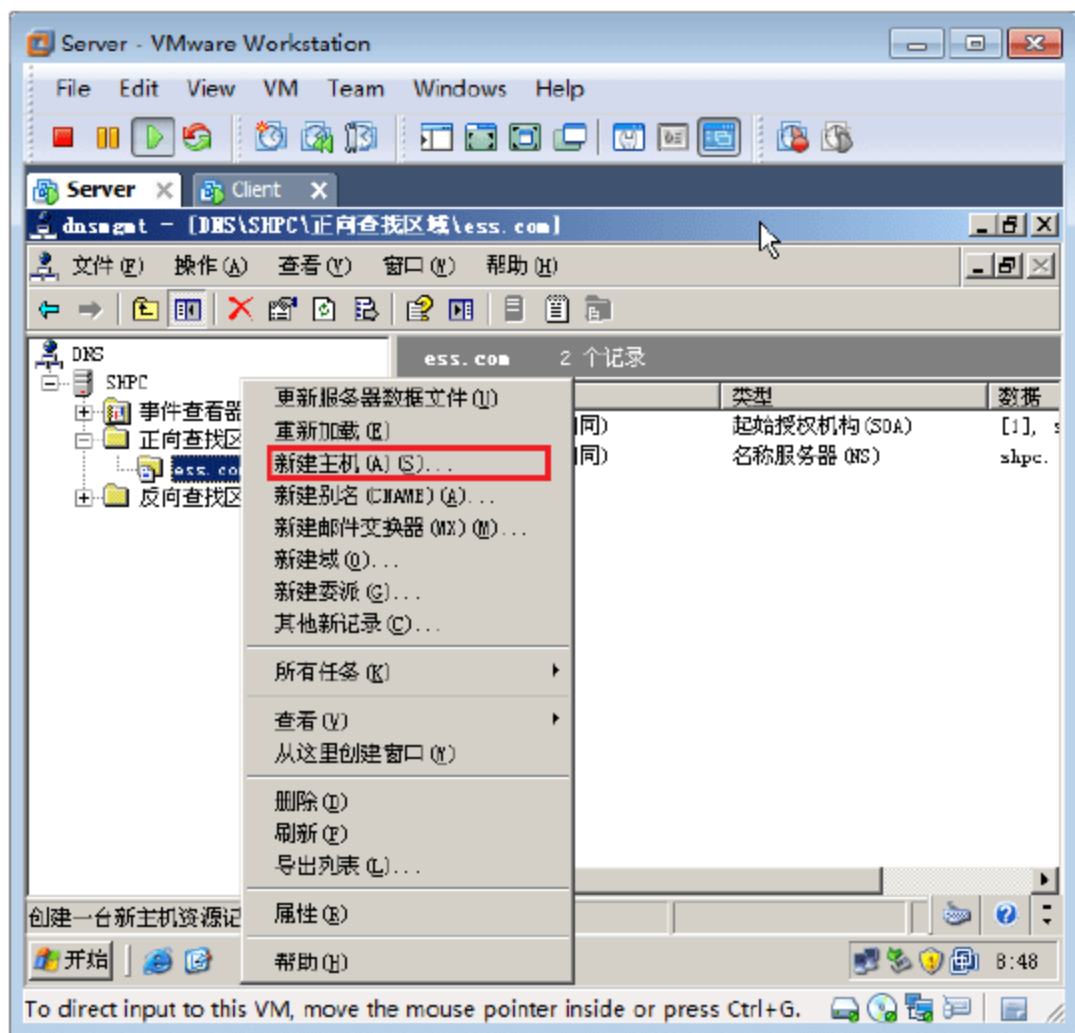 Server - VMware Workstation
File Edit View VM Team Windows Help
Server Client
dnsmgmt - [DNS\SHPC\正向查找区域\ess.com]
文件(F) 操作(A) 查看(V) 窗口(W) 帮助(H)
DNS
ess.com 2 个记录
SHPC
事件查看器
正向查找区
ess.co
反向查找区
类型 数据
同) 起始授权机构(SOA) [1], s
同) 名称服务器(NS) shpc.
更新服务器数据文件(U)
重新加载(E)
新建主机(A)(S)...
新建别名(CNAME)(A)...
新建邮件交换器(MX)(M)...
新建域(O)...
新建委派(G)...
其他新记录(C)...
所有任务(K)
查看(V)
从这里创建窗口(W)
删除(D)
刷新(F)
导出列表(L)...
属性(R)
帮助(H)
创建一台新主机资源记
开始 8:48
To direct input to this VM, move the mouse pointer inside or press Ctrl+G.